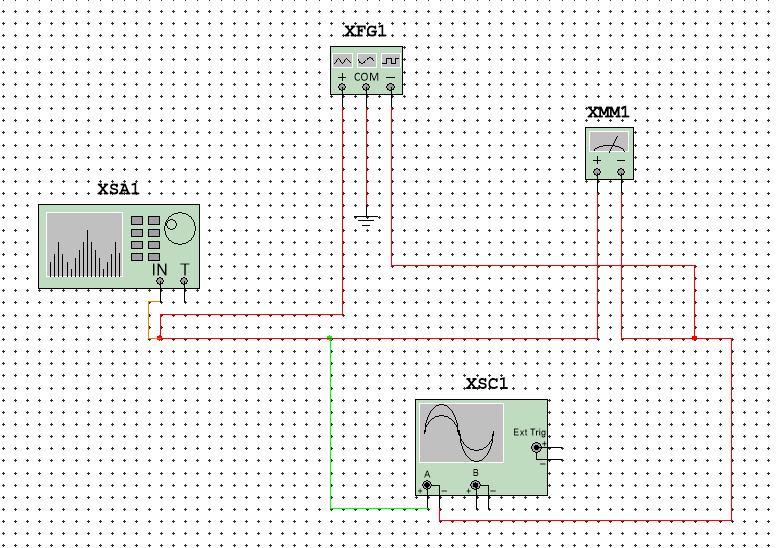 XFG1
+ COM −
XMM1
+ −
XSA1
IN T
XSC1
Ext Trig
+
−
A B
+ − + −